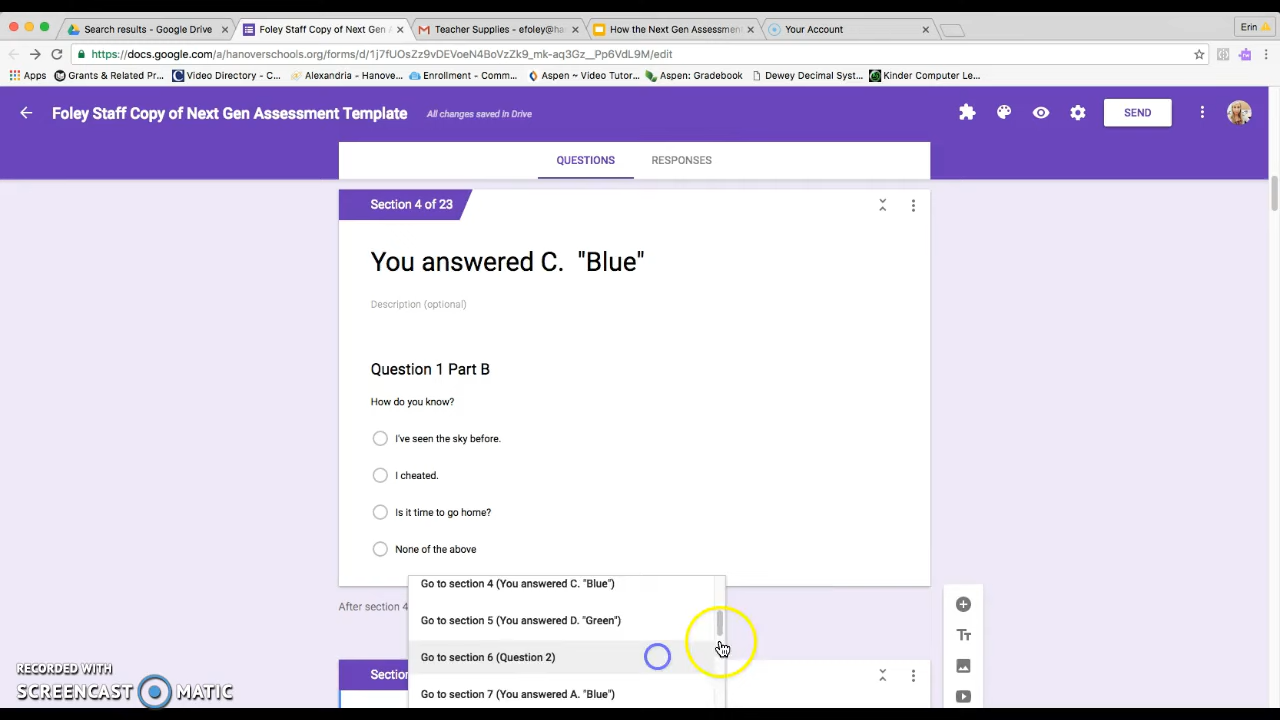 Search results - Google Drive
Foley Staff Copy of Next Gen A
Teacher Supplies - efoley@ha
How the Next Gen Assessmen
Your Account
Erin
https://docs.google.com/a/hanoverschools.org/forms/d/1j7fUOsZz9vDEVoeN4BoVzZk9_mk-aq3Gz__Pp6VdL9M/edit
Apps
Grants & Related Pr...
Video Directory - C...
Alexandria - Hanove...
Enrollment - Comm...
Aspen ~ Video Tutor...
Aspen: Gradebook
Dewey Decimal Syst...
Kinder Computer Le...
Foley Staff Copy of Next Gen Assessment Template
All changes saved in Drive
SEND
QUESTIONS
RESPONSES
Section 4 of 23
You answered C. "Blue"
Description (optional)
Question 1 Part B
How do you know?
I've seen the sky before.
I cheated.
Is it time to go home?
None of the above
Go to section 4 (You answered C. "Blue")
After section 4
Go to section 5 (You answered D. "Green")
Go to section 6 (Question 2)
Go to section 7 (You answered A. "Blue")
Section
Tt
RECORDED WITH
SCREENCAST MATIC